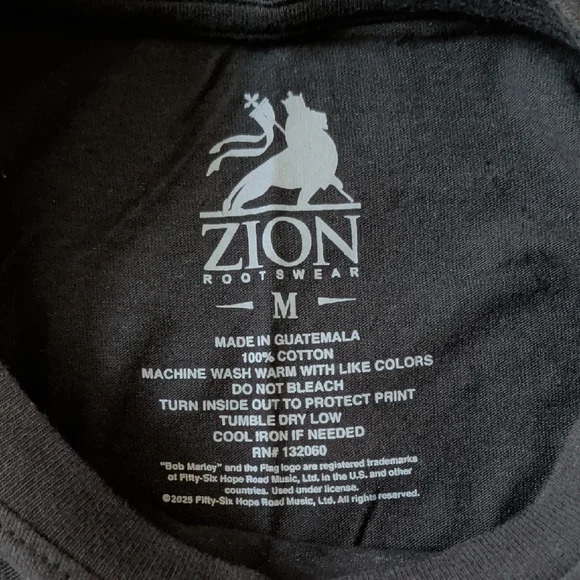 ZION
ROOTSWEAR
M
MADE IN GUATEMALA
100% COTTON
MACHINE WASH WARM WITH LIKE COLORS
DO NOT BLEACH
TURN INSIDE OUT TO PROTECT PRINT
TUMBLE DRY LOW
COOL IRON IF NEEDED
RN# 132060
"Bob Marley" and the Flag logo are registered trademarks
of Fifty-Six Hope Road Music, Ltd. in the U.S. and other
countries. Used under license.
©2025 Fifty-Six Hope Road Music, Ltd. All rights reserved.